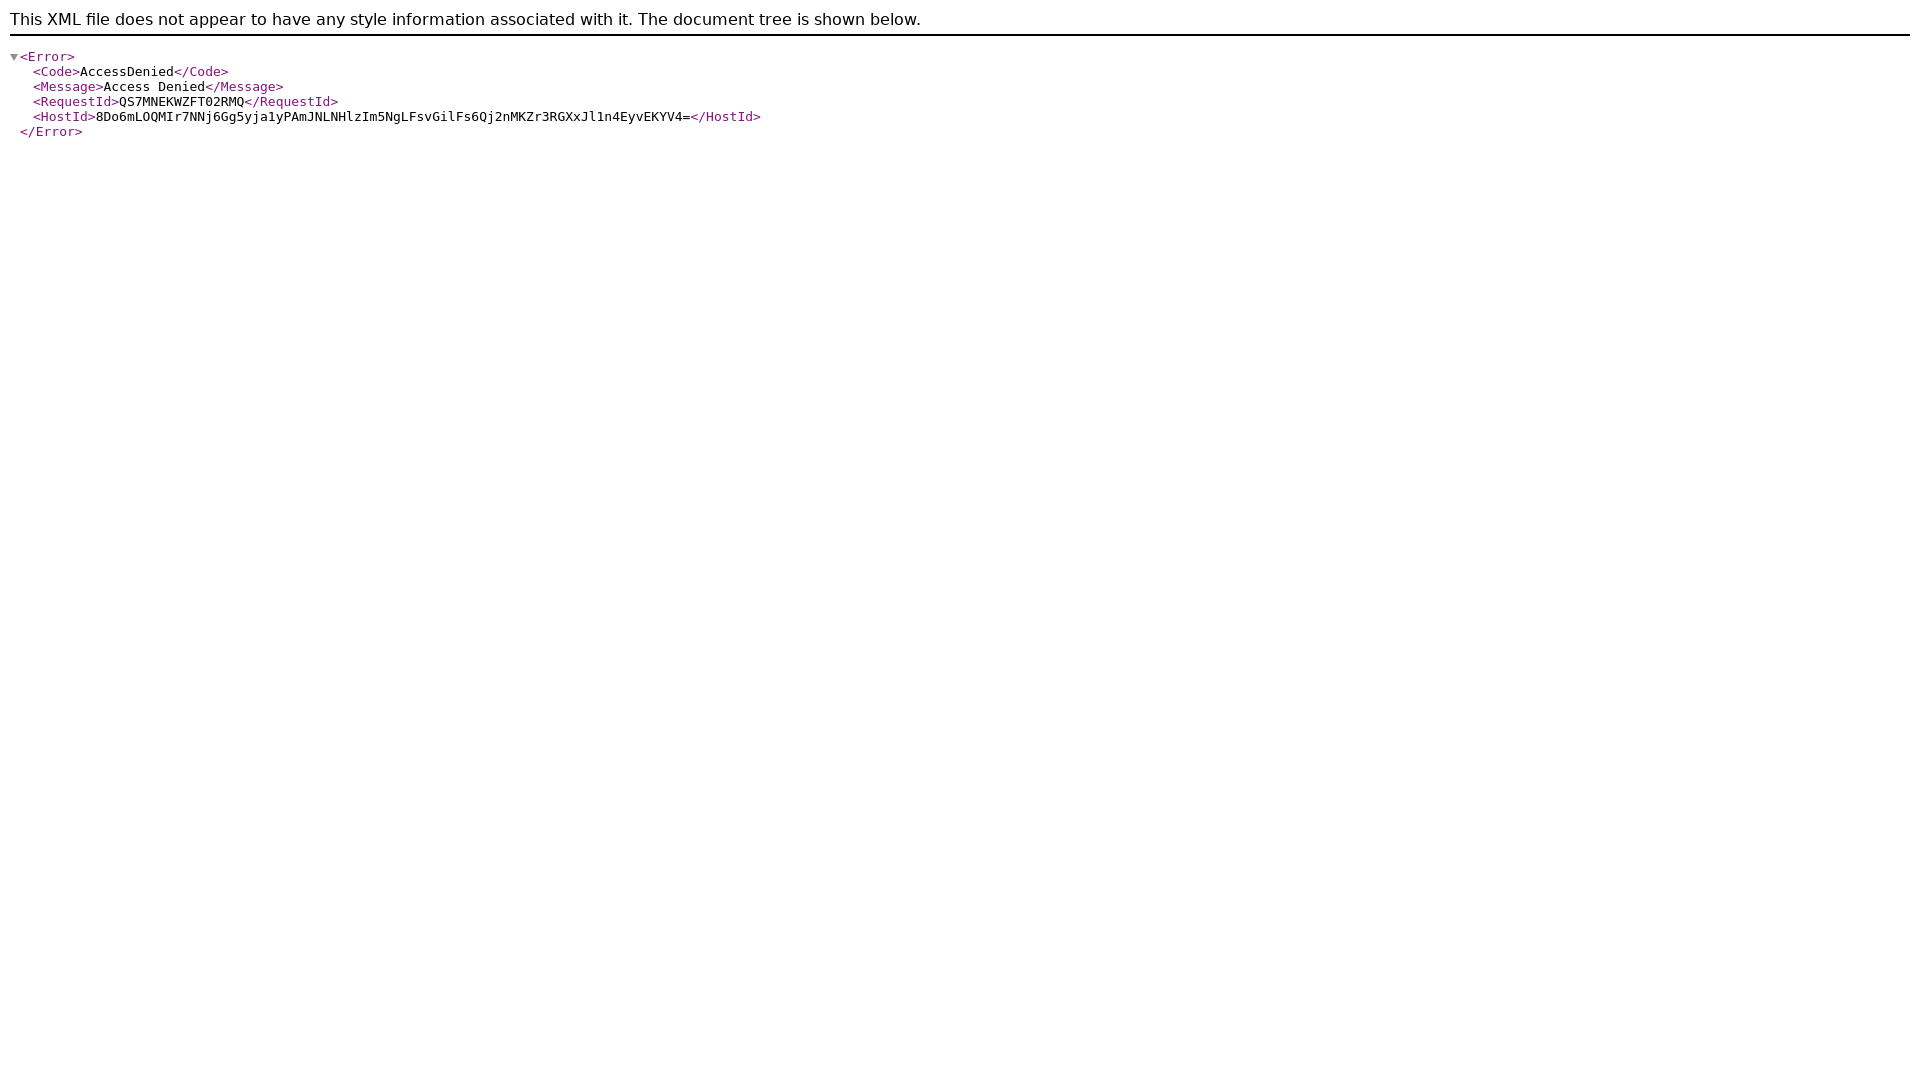 This XML file does not appear to have any style information associated with it. The document tree is shown below.
<Error>
<Code>AccessDenied</Code>
<Message>Access Denied</Message>
<RequestId>QS7MNEKWZFT02RMQ</RequestId>
<HostId>8Do6mLOQMIr7NNj6Gg5yja1yPAmJNLNHlzIm5NgLFsvGilFs6Qj2nMKZr3RGXxJl1n4EyvEKYV4=</HostId>
</Error>